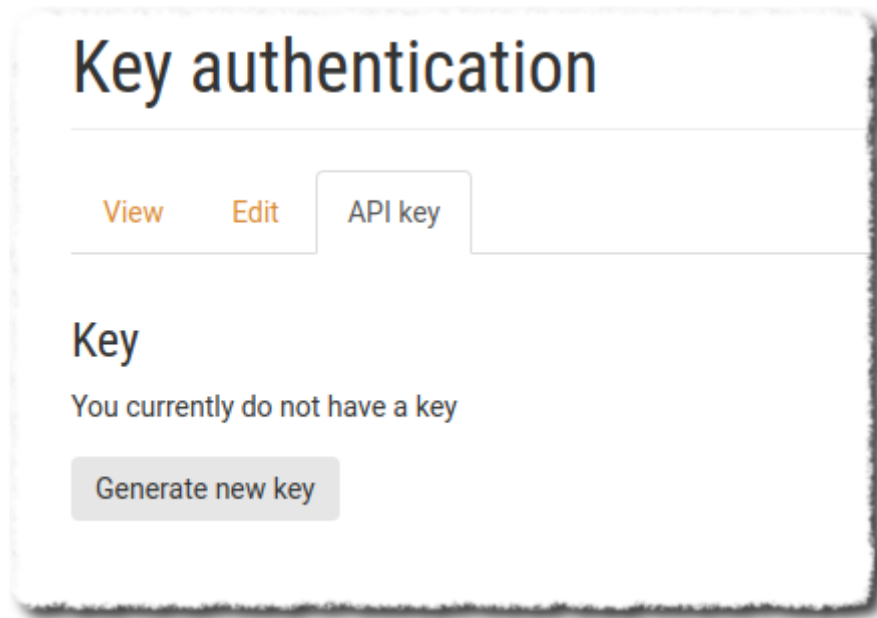 Key authentication
View Edit API key
Key
You currently do not have a key
Generate new key